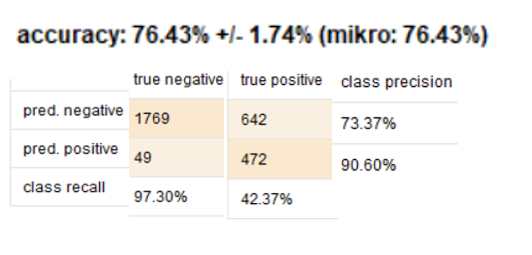 accuracy: 76.43% +/- 1.74% (mikro: 76.43%)
true negative true positive class precision
pred. negative 1769 642 73.37%
pred. positive 49 472 90.60%
class recall 97.30% 42.37%